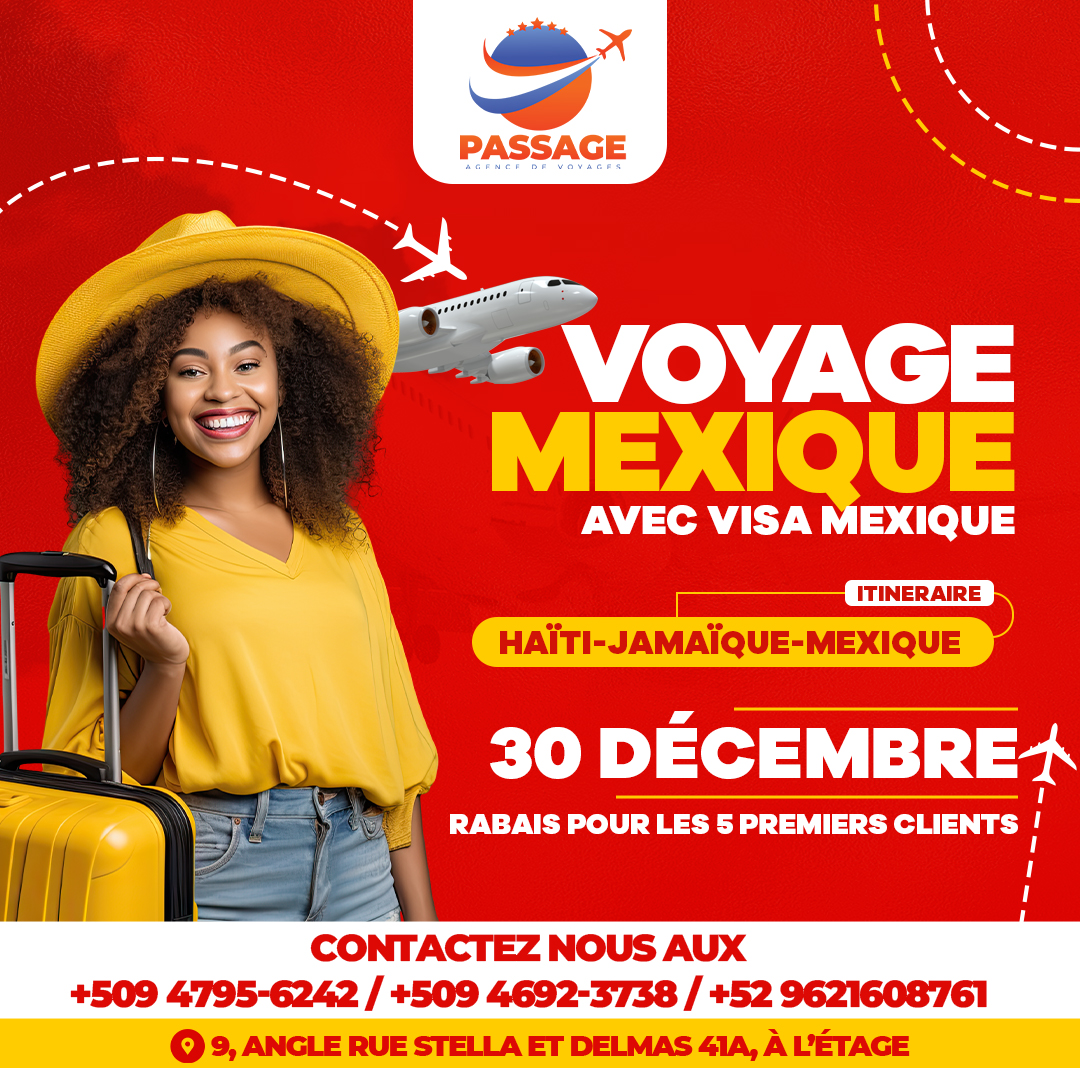 PASSAGE
AGENCE DE VOYAGES
VOYAGE
MEXIQUE
AVEC VISA MEXIQUE
ITINERAIRE
HAÏTI-JAMAÏQUE-MEXIQUE
30 DÉCEMBRE
RABAIS POUR LES 5 PREMIERS CLIENTS
CONTACTEZ NOUS AUX
+509 4795-6242 / +509 4692-3738 / +52 9621608761
9, ANGLE RUE STELLA ET DELMAS 41A, À L'ÉTAGE